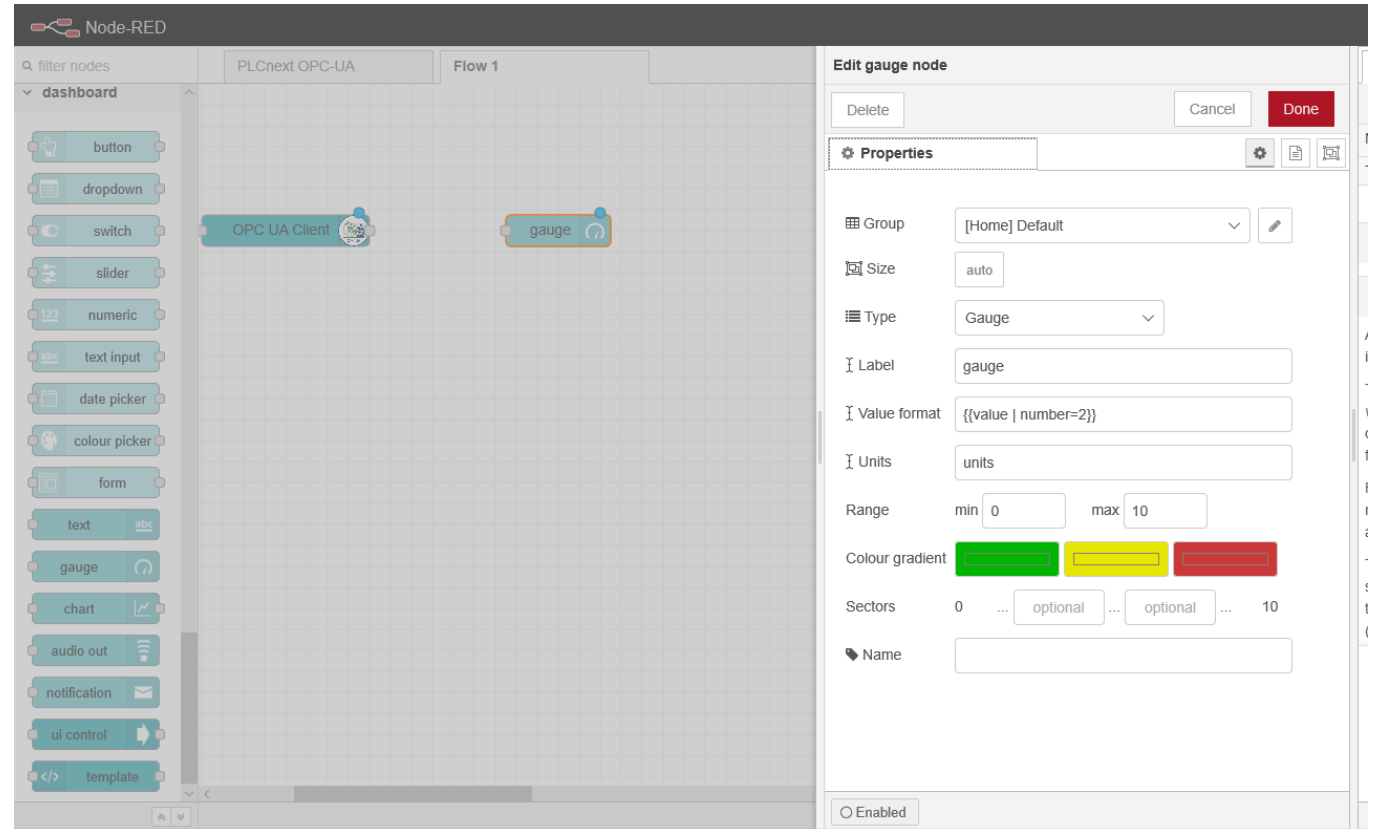 Node-RED
filter nodes
PLCnext OPC-UA
Flow 1
dashboard
button
dropdown
switch
slider
123 numeric
abc text input
date picker
colour picker
form
text abc
gauge
chart
audio out
notification
ui control
</> template
OPC UA Client
gauge
Edit gauge node
Delete
Cancel
Done
Properties
Group
[Home] Default
Size
auto
Type
Gauge
Label
gauge
Value format
{{value | number=2}}
Units
units
Range
min 0
max 10
Colour gradient
Sectors
0 ... optional ... optional ... 10
Name
Enabled